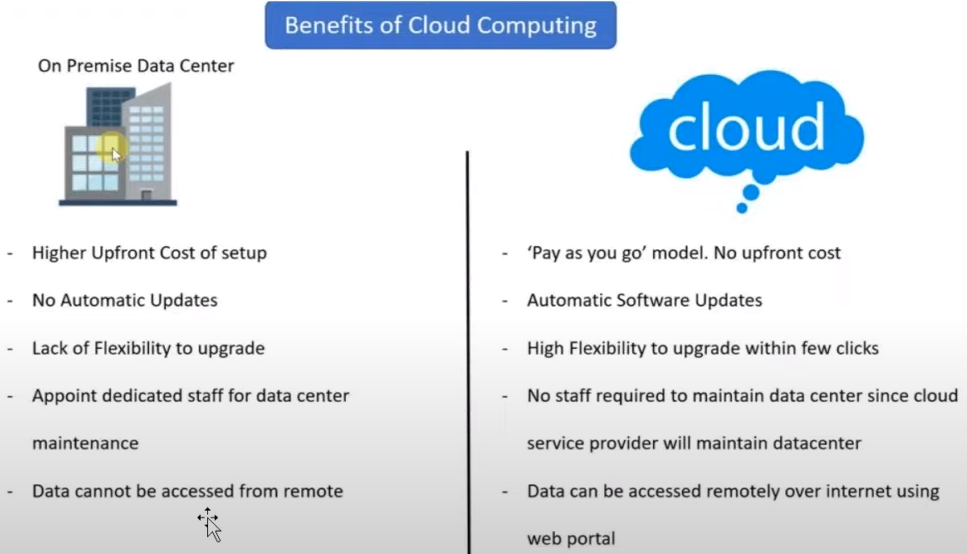 Benefits of Cloud Computing
On Premise Data Center
- Higher Upfront Cost of setup
- No Automatic Updates
- Lack of Flexibility to upgrade
- Appoint dedicated staff for data center
maintenance
- Data cannot be accessed from remote
cloud
- ‘Pay as you go’ model. No upfront cost
- Automatic Software Updates
- High Flexibility to upgrade within few clicks
- No staff required to maintain data center since cloud
service provider will maintain datacenter
- Data can be accessed remotely over internet using
web portal